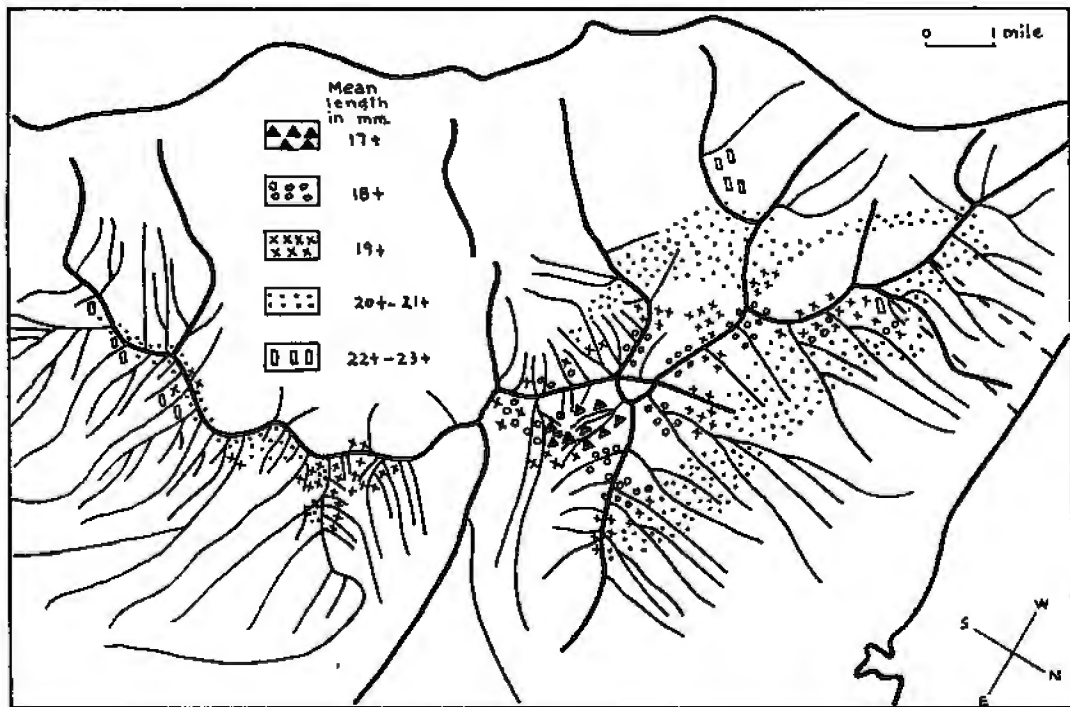 0 1 mile
Mean
length
in mm.
17+
18+
19+
20+-21+
22+-23+
W
S
N
E